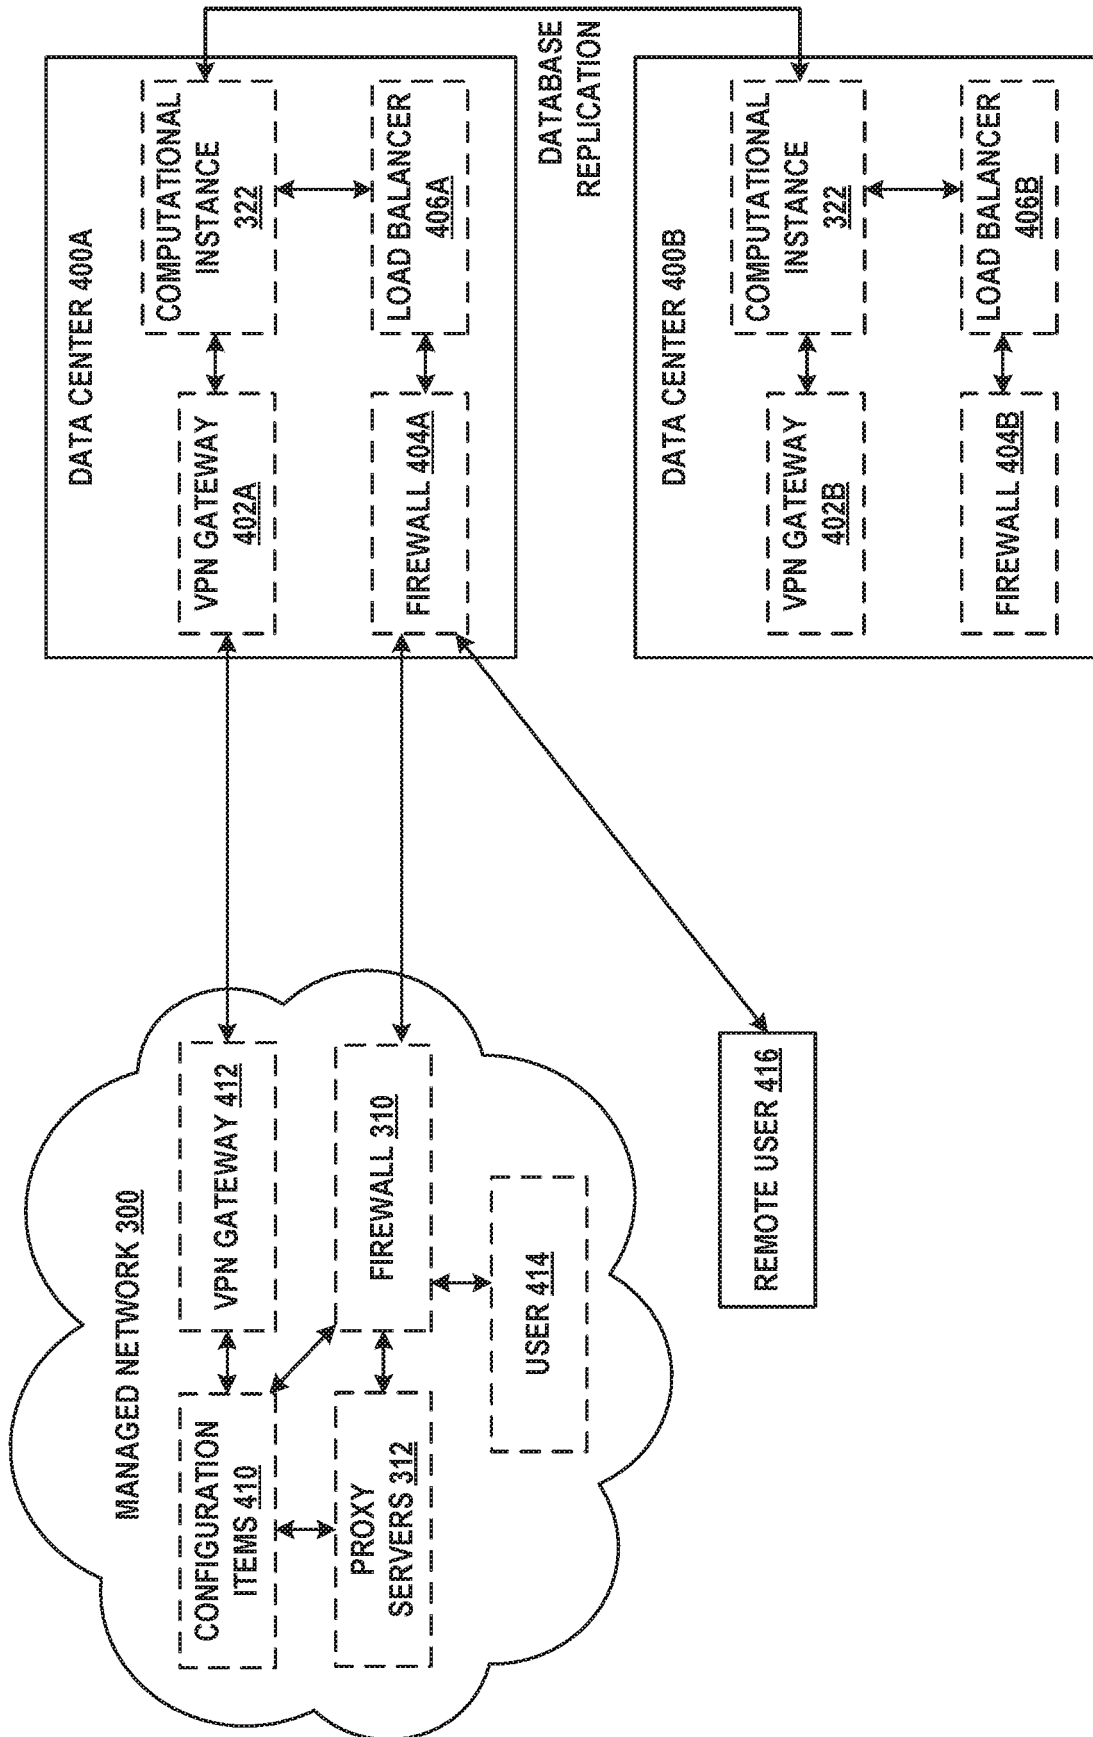 MANAGED NETWORK 300
CONFIGURATION
ITEMS 410
VPN GATEWAY 412
PROXY
SERVERS 312
FIREWALL 310
USER 414
REMOTE USER 416
DATA CENTER 400A
VPN GATEWAY
402A
COMPUTATIONAL
INSTANCE
322
FIREWALL 404A
LOAD BALANCER
406A
DATABASE
REPLICATION
DATA CENTER 400B
VPN GATEWAY
402B
COMPUTATIONAL
INSTANCE
322
FIREWALL 404B
LOAD BALANCER
406B